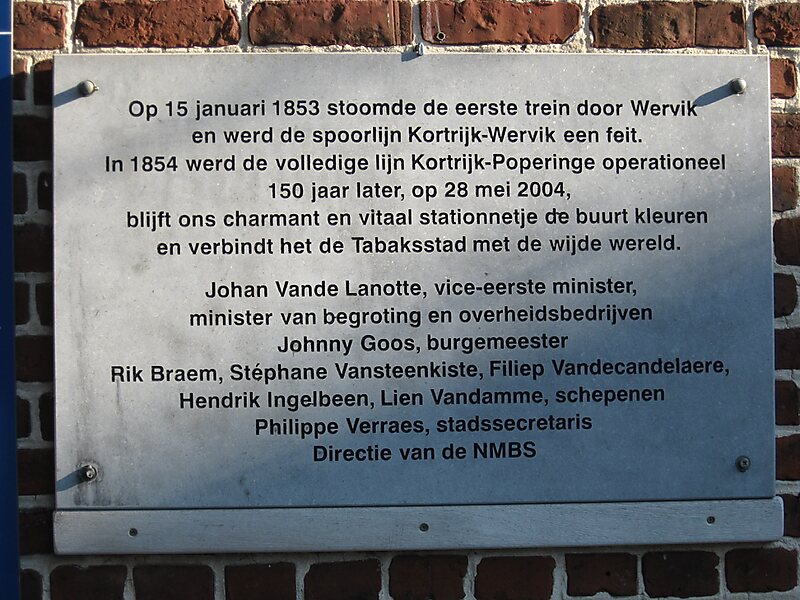 Op 15 januari 1853 stoomde de eerste trein door Wervik
en werd de spoorlijn Kortrijk-Wervik een feit.
In 1854 werd de volledige lijn Kortrijk-Poperinge operationeel
150 jaar later, op 28 mei 2004,
blijft ons charmant en vitaal stationnetje de buurt kleuren
en verbindt het de Tabaksstad met de wijde wereld.
Johan Vande Lanotte, vice-eerste minister,
minister van begroting en overheidsbedrijven
Johnny Goos, burgemeester
Rik Braem, Stéphane Vansteenkiste, Filiep Vandecandelaere,
Hendrik Ingelbeen, Lien Vandamme, schepenen
Philippe Verraes, stadssecretaris
Directie van de NMBS